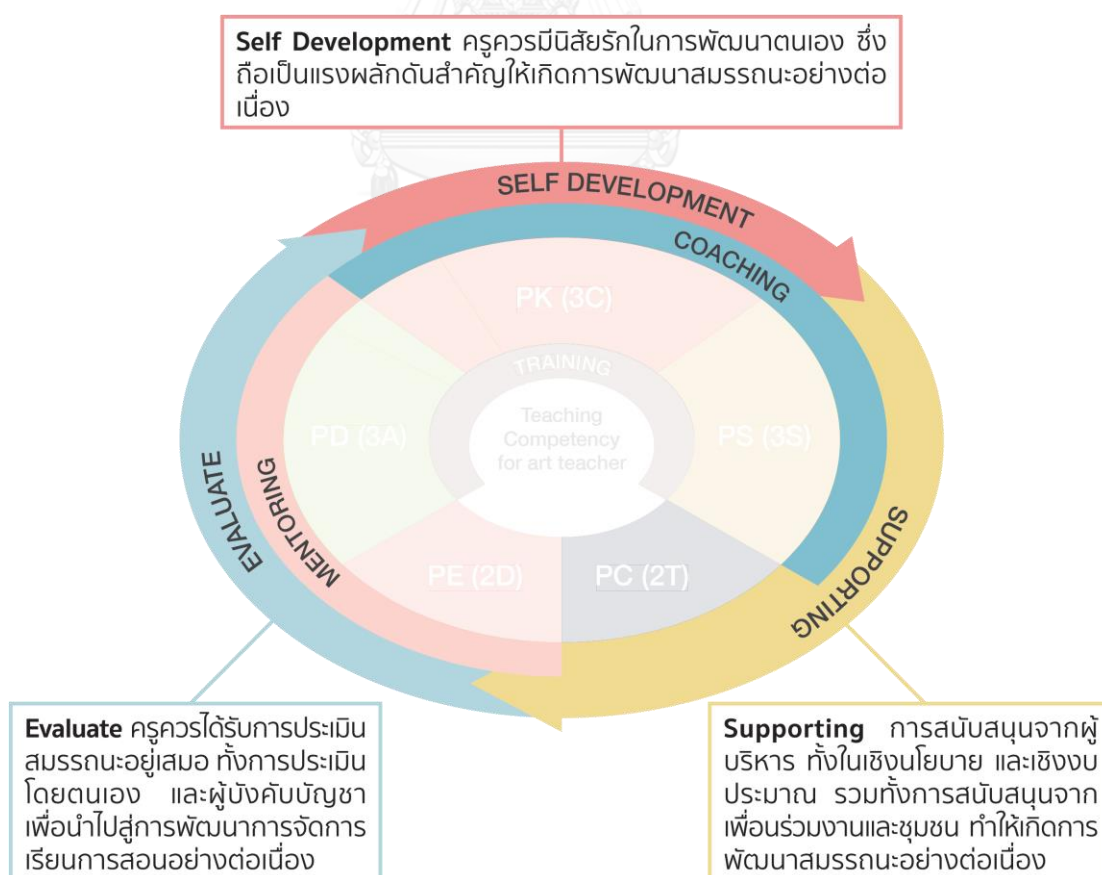 Self Development ครูควรมีนิสัยรักในการพัฒนาตนเอง ซึ่ง
ถือเป็นแรงผลักดันสำคัญให้เกิดการพัฒนาสมรรถนะอย่างต่อ
เนื่อง
SELF DEVELOPMENT
COACHING
PK (3C)
TRAINING
Teaching
Competency
for art teacher
PD (3A)
PS (3S)
EVALUATE
MENTORING
SUPPORTING
PE (2D)
PC (2T)
Evaluate ครูควรได้รับการประเมิน
สมรรถนะอยู่เสมอ ทั้งการประเมิน
โดยตนเอง และผู้บังคับบัญชา
เพื่อนำไปสู่การพัฒนาการจัดการ
เรียนการสอนอย่างต่อเนื่อง
Supporting การสนับสนุนจากผู้
บริหาร ทั้งในเชิงนโยบาย และเชิงงบ
ประมาณ รวมทั้งการสนับสนุนจาก
เพื่อนร่วมงานและชุมชน ทำให้เกิดการ
พัฒนาสมรรถนะอย่างต่อเนื่อง